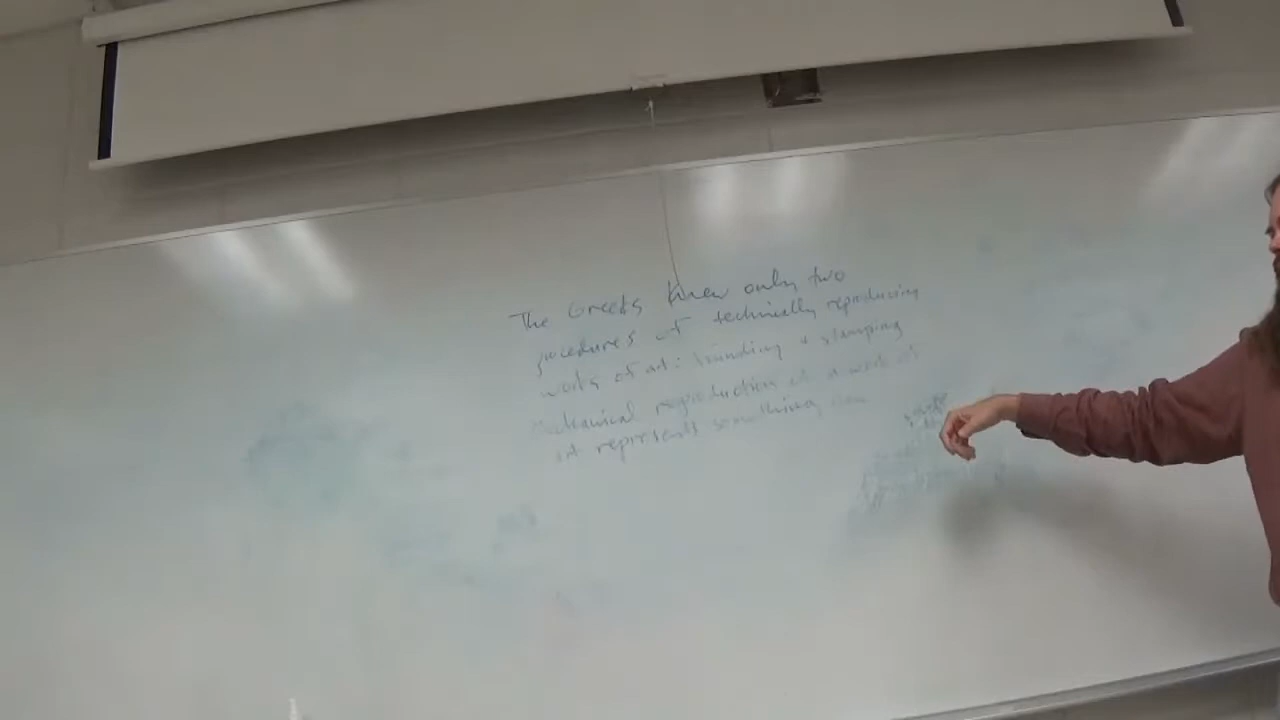 The Greeks knew only two
procedures of technically reproducing
works of art: founding + stamping
Mechanical reproduction of a work of
art represents something new